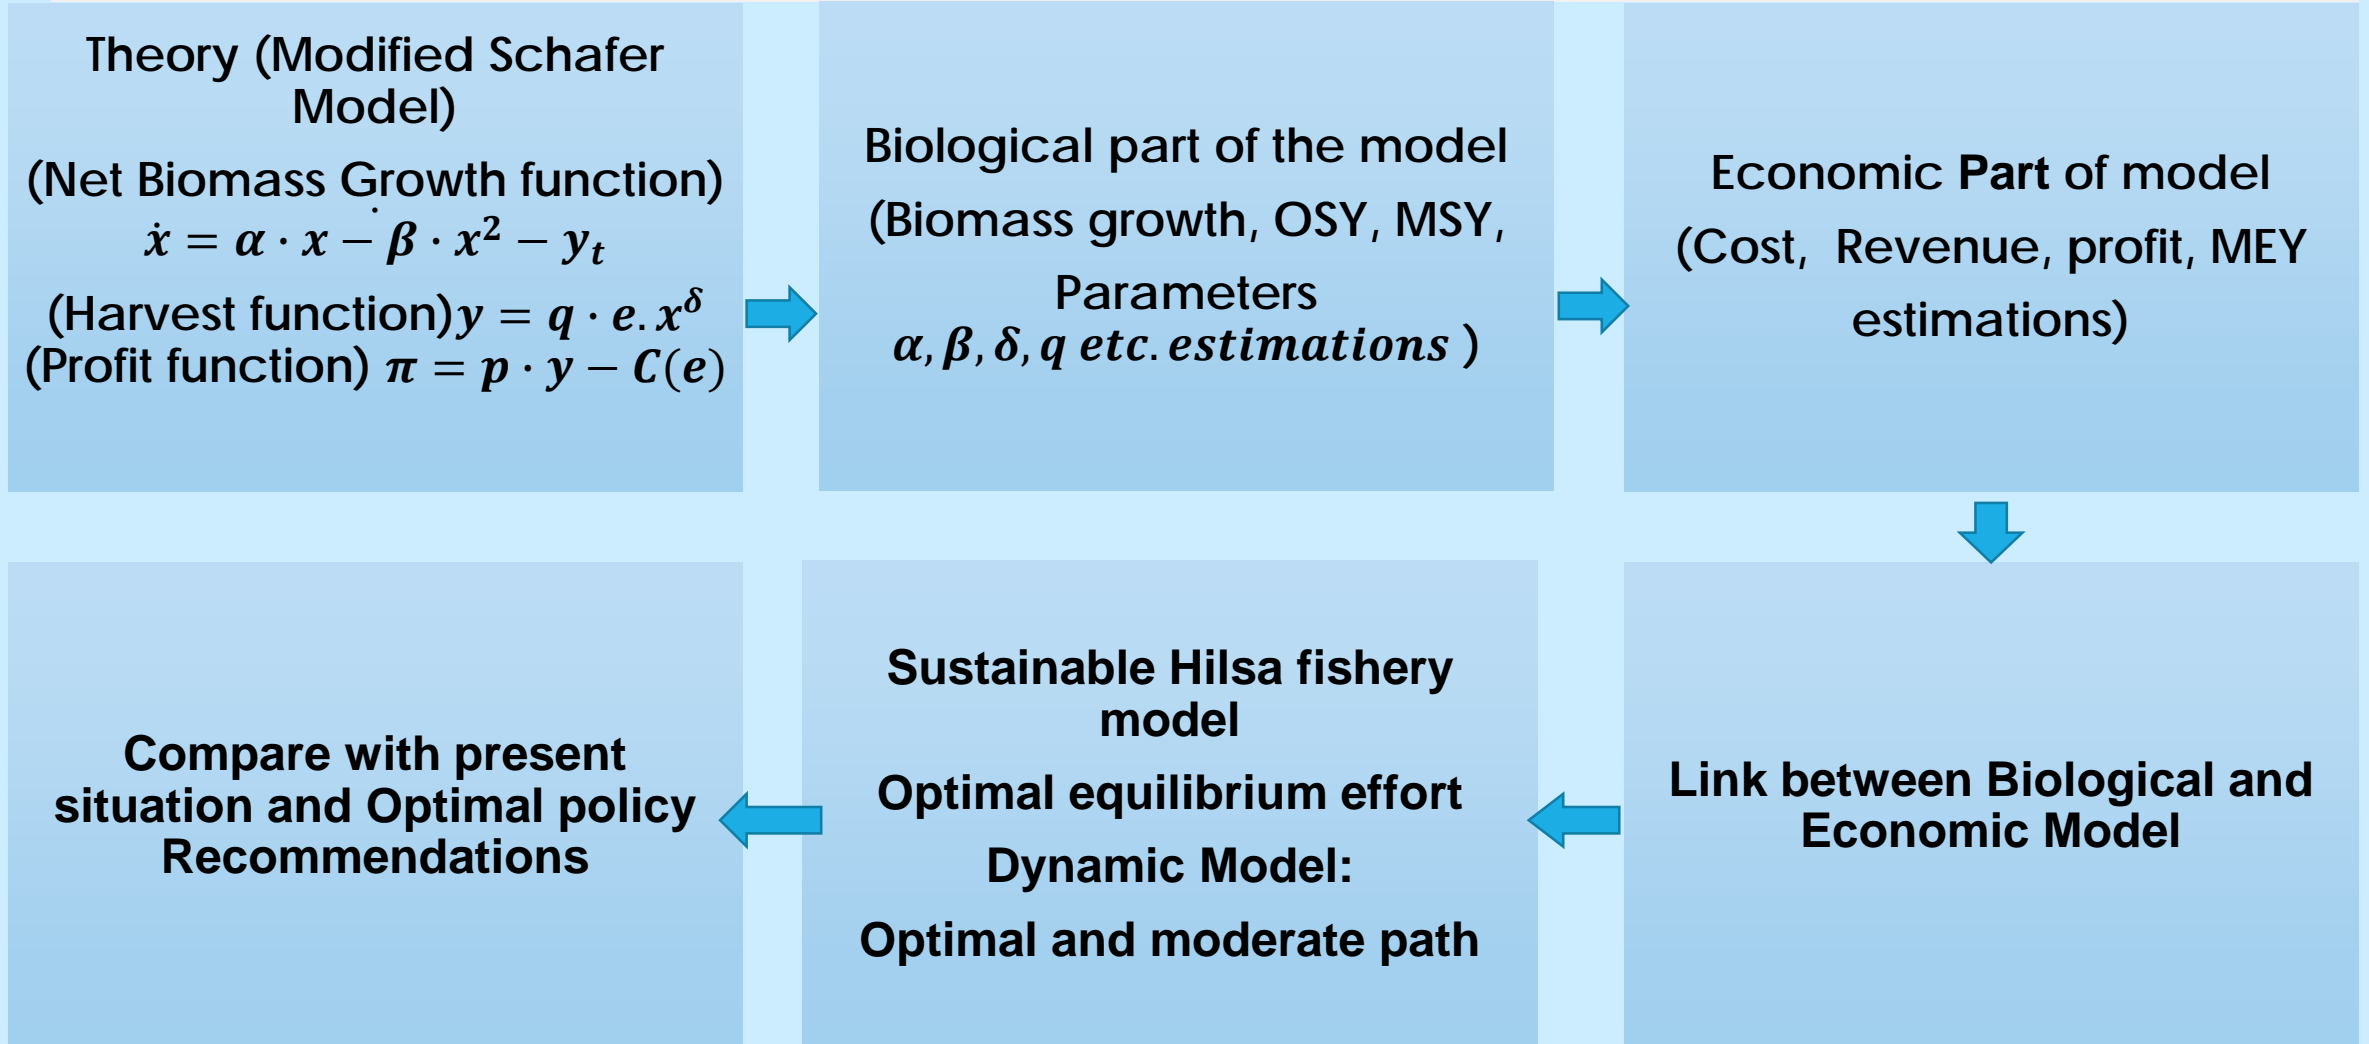 Theory (Modified Schafer
Model)
(Net Biomass Growth function)
ẋ = α · x − β · x² − yₜ
(Harvest function) y = q · e. x^δ
(Profit function) π = p · y − C(e)
Biological part of the model
(Biomass growth, OSY, MSY,
Parameters
α, β, δ, q etc. estimations )
Economic Part of model
(Cost, Revenue, profit, MEY
estimations)
Link between Biological and
Economic Model
Sustainable Hilsa fishery
model
Optimal equilibrium effort
Dynamic Model:
Optimal and moderate path
Compare with present
situation and Optimal policy
Recommendations